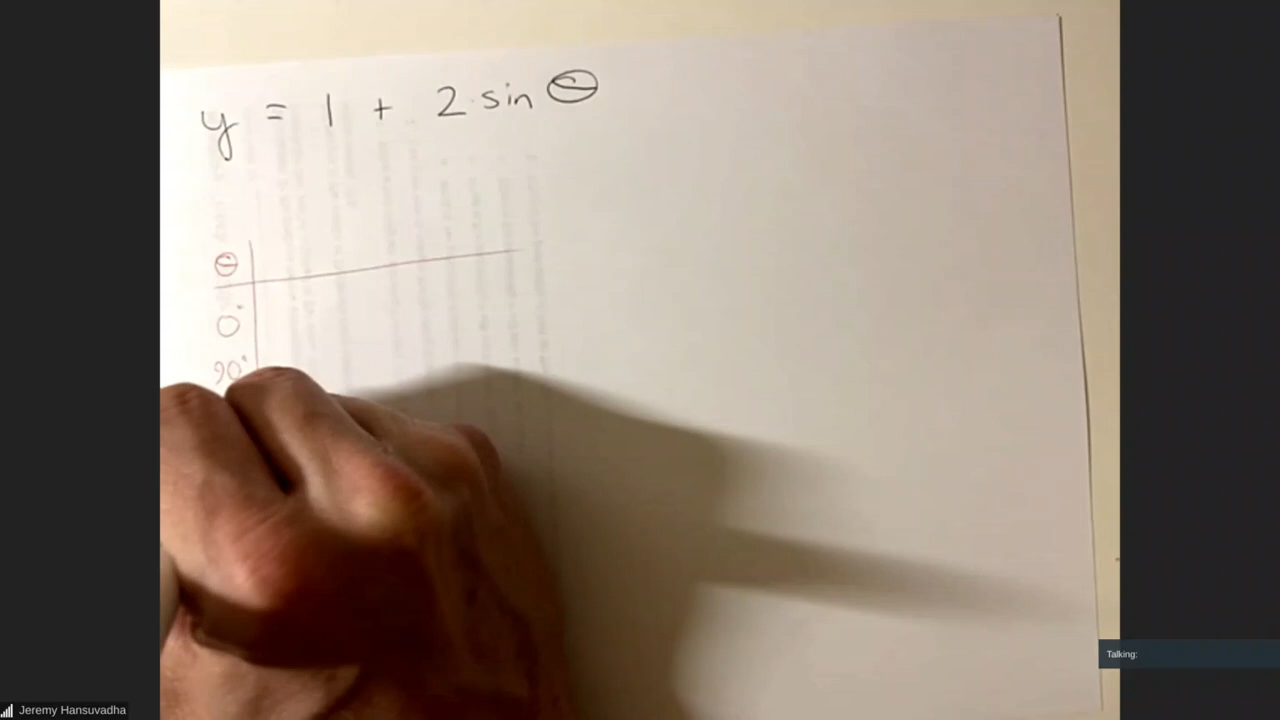 y = 1 + 2 sin Θ
Θ
0°
90°
Talking:
Jeremy Hansuvadha